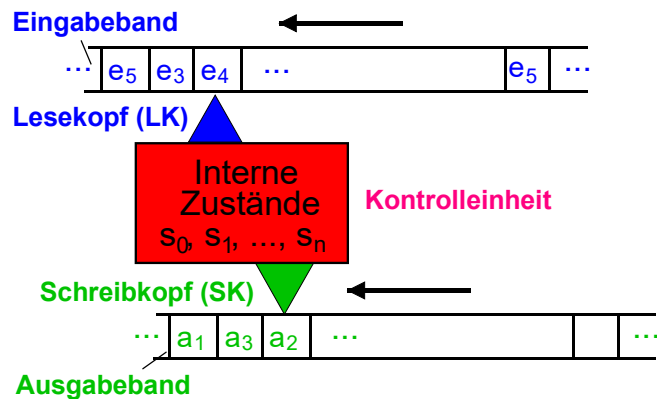 Eingabeband
... e5 e3 e4 ... e5 ...
Lesekopf (LK)
Interne
Zustände
s0, s1, ..., sn
Kontrolleinheit
Schreibkopf (SK)
... a1 a3 a2 ... ...
Ausgabeband